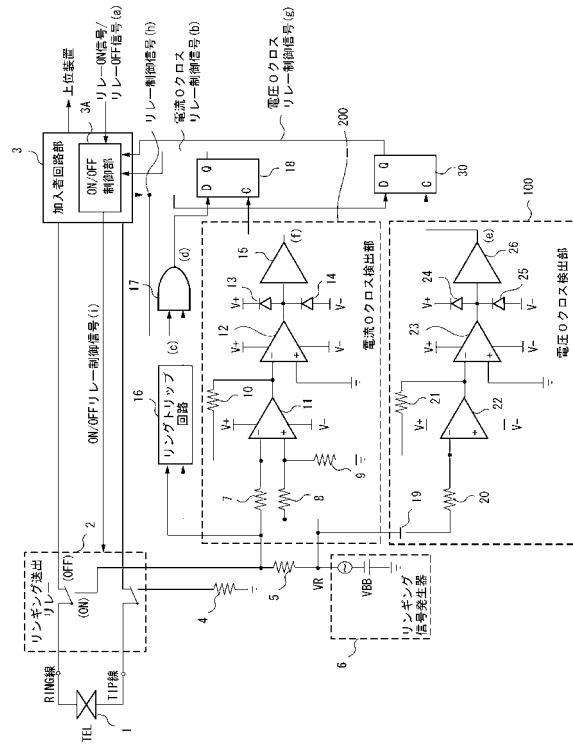 上位装置
リレーON信号/
リレーOFF信号(a)
3
3A
加入者回路部
ON/OFF
制御部
リレー制御信号(h)
電流0クロス
リレー制御信号(b)
電圧0クロス
リレー制御信号(g)
ON/OFFリレー制御信号(i)
2
リンギング送出
リレー
(OFF)
(ON)
RING線
TIP線
TEL
1
16
リングトリップ
回路
17
(c)
(d)
D
Q
C
18
D
Q
C
30
200
7
8
9
10
11
12
13
14
15
(f)
V+
V-
V+
V-
V+
V-
電流0クロス検出部
4
5
VR
VBB
6
リンギング
信号発生器
100
19
20
21
22
23
24
25
26
(e)
V+
V-
V+
V-
V+
V-
電圧0クロス検出部